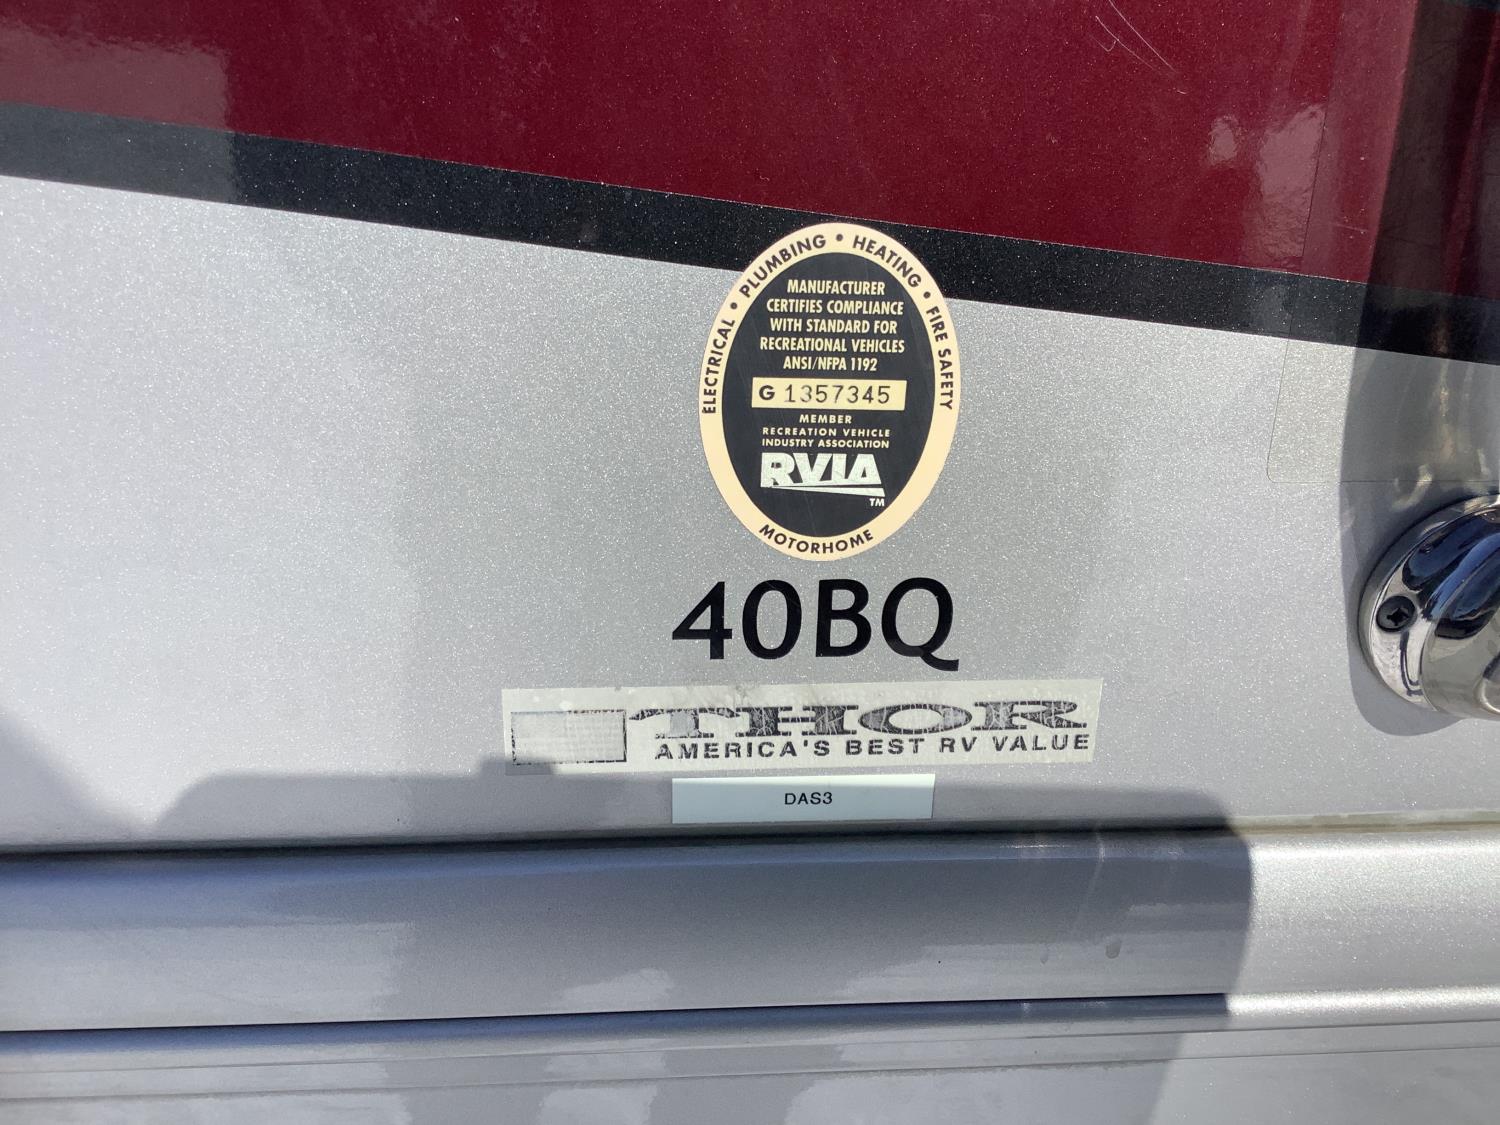 ELECTRICAL • PLUMBING • HEATING • FIRE SAFETY
MANUFACTURER
CERTIFIES COMPLIANCE
WITH STANDARD FOR
RECREATIONAL VEHICLES
ANSI/NFPA 1192
G 1357345
MEMBER
RECREATION VEHICLE
INDUSTRY ASSOCIATION
RVIA
TM
MOTORHOME
40BQ
THOR
AMERICA'S BEST RV VALUE
DAS3